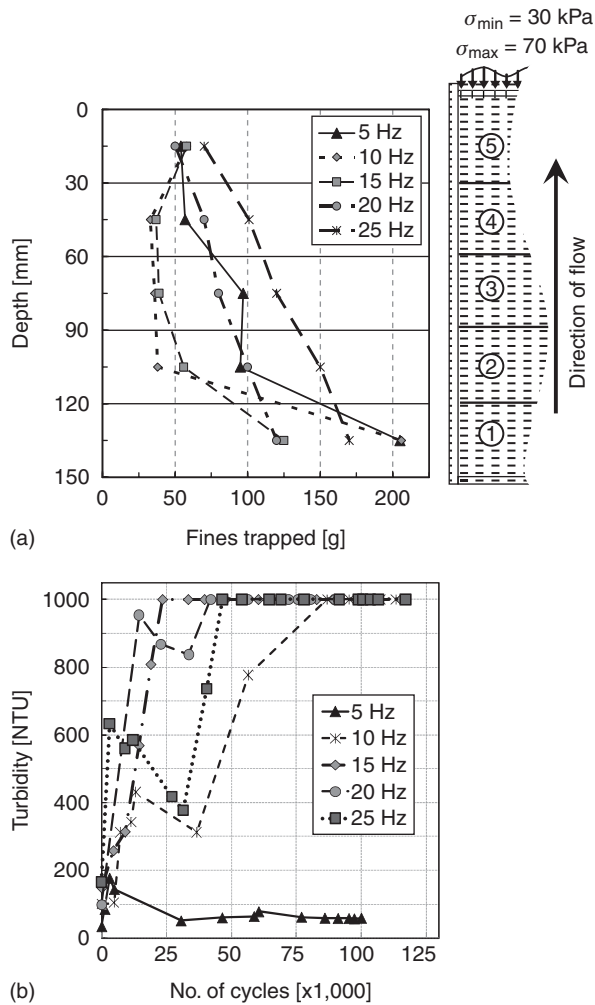 σmin = 30 kPa
σmax = 70 kPa
0
30
60
90
120
150
Depth [mm]
5 Hz
10 Hz
15 Hz
20 Hz
25 Hz
0 50 100 150 200
Fines trapped [g]
(a)
5
4
3
2
1
Direction of flow
1000
800
600
400
200
0
Turbidity [NTU]
5 Hz
10 Hz
15 Hz
20 Hz
25 Hz
0 25 50 75 100 125
No. of cycles [x1,000]
(b)